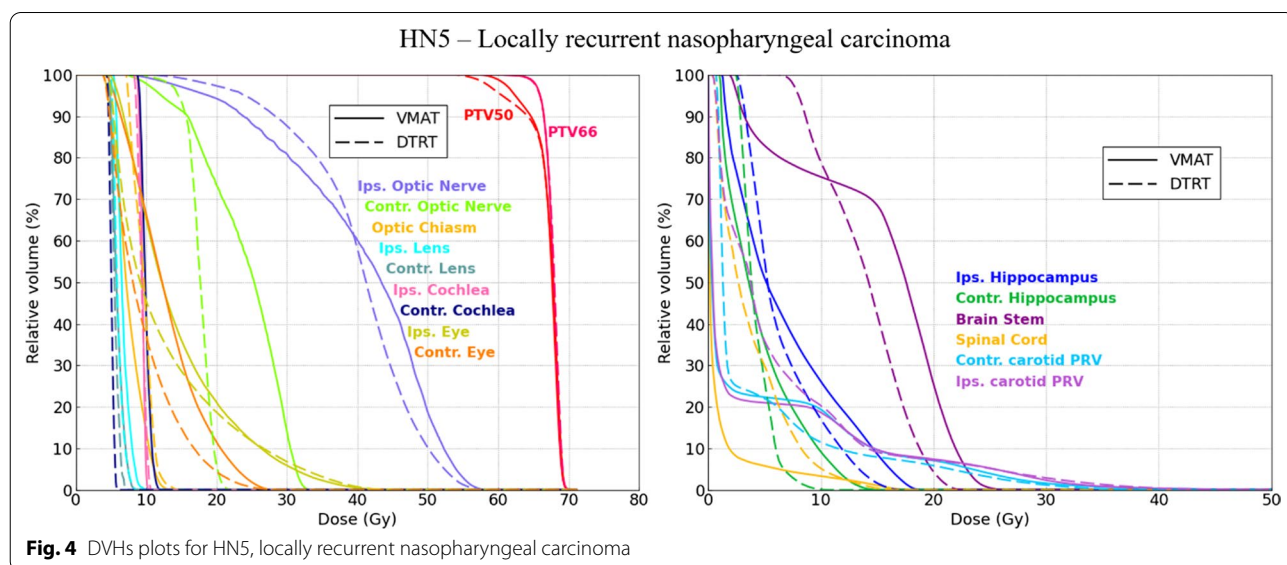 HN5 – Locally recurrent nasopharyngeal carcinoma
100
90
80
70
60
50
40
30
20
10
0
Relative volume (%)
VMAT
DTRT
PTV50
PTV66
Ips. Optic Nerve
Contr. Optic Nerve
Optic Chiasm
Ips. Lens
Contr. Lens
Ips. Cochlea
Contr. Cochlea
Ips. Eye
Contr. Eye
0 10 20 30 40 50 60 70 80
Dose (Gy)
100
90
80
70
60
50
40
30
20
10
0
Relative volume (%)
VMAT
DTRT
Ips. Hippocampus
Contr. Hippocampus
Brain Stem
Spinal Cord
Contr. carotid PRV
Ips. carotid PRV
0 10 20 30 40 50
Dose (Gy)
Fig. 4 DVHs plots for HN5, locally recurrent nasopharyngeal carcinoma